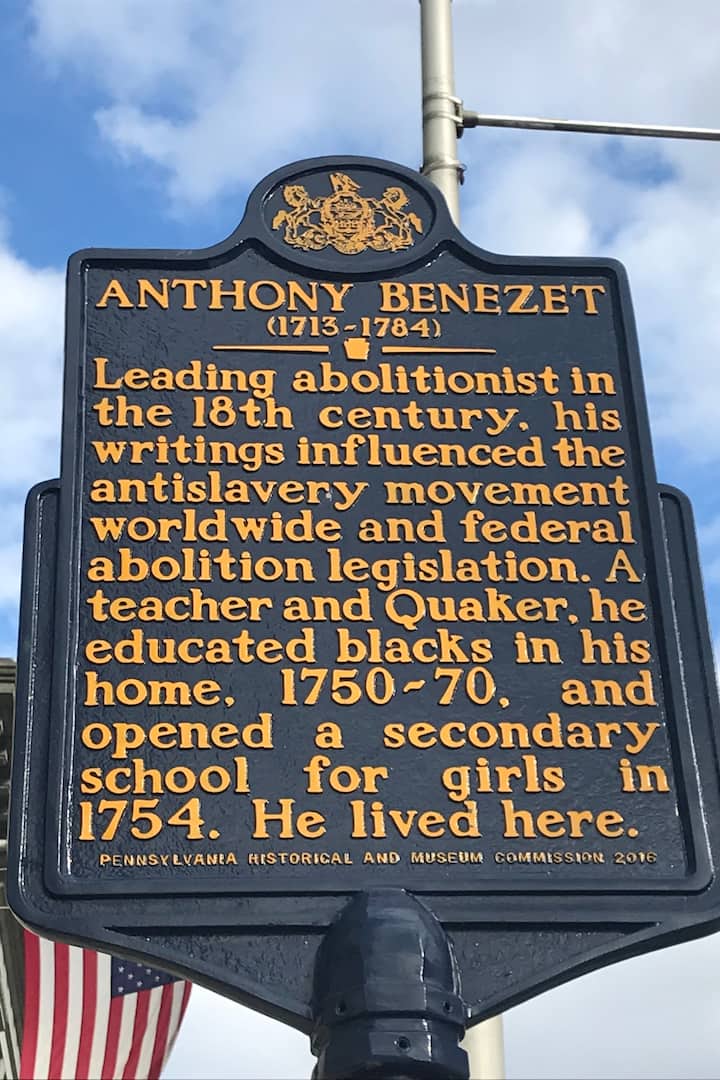 ANTHONY BENEZET
(1713-1784)
Leading abolitionist in
the 18th century, his
writings influenced the
antislavery movement
worldwide and federal
abolition legislation. A
teacher and Quaker, he
educated blacks in his
home, 1750-70, and
opened a secondary
school for girls in
1754. He lived here.
PENNSYLVANIA HISTORICAL AND MUSEUM COMMISSION 2016